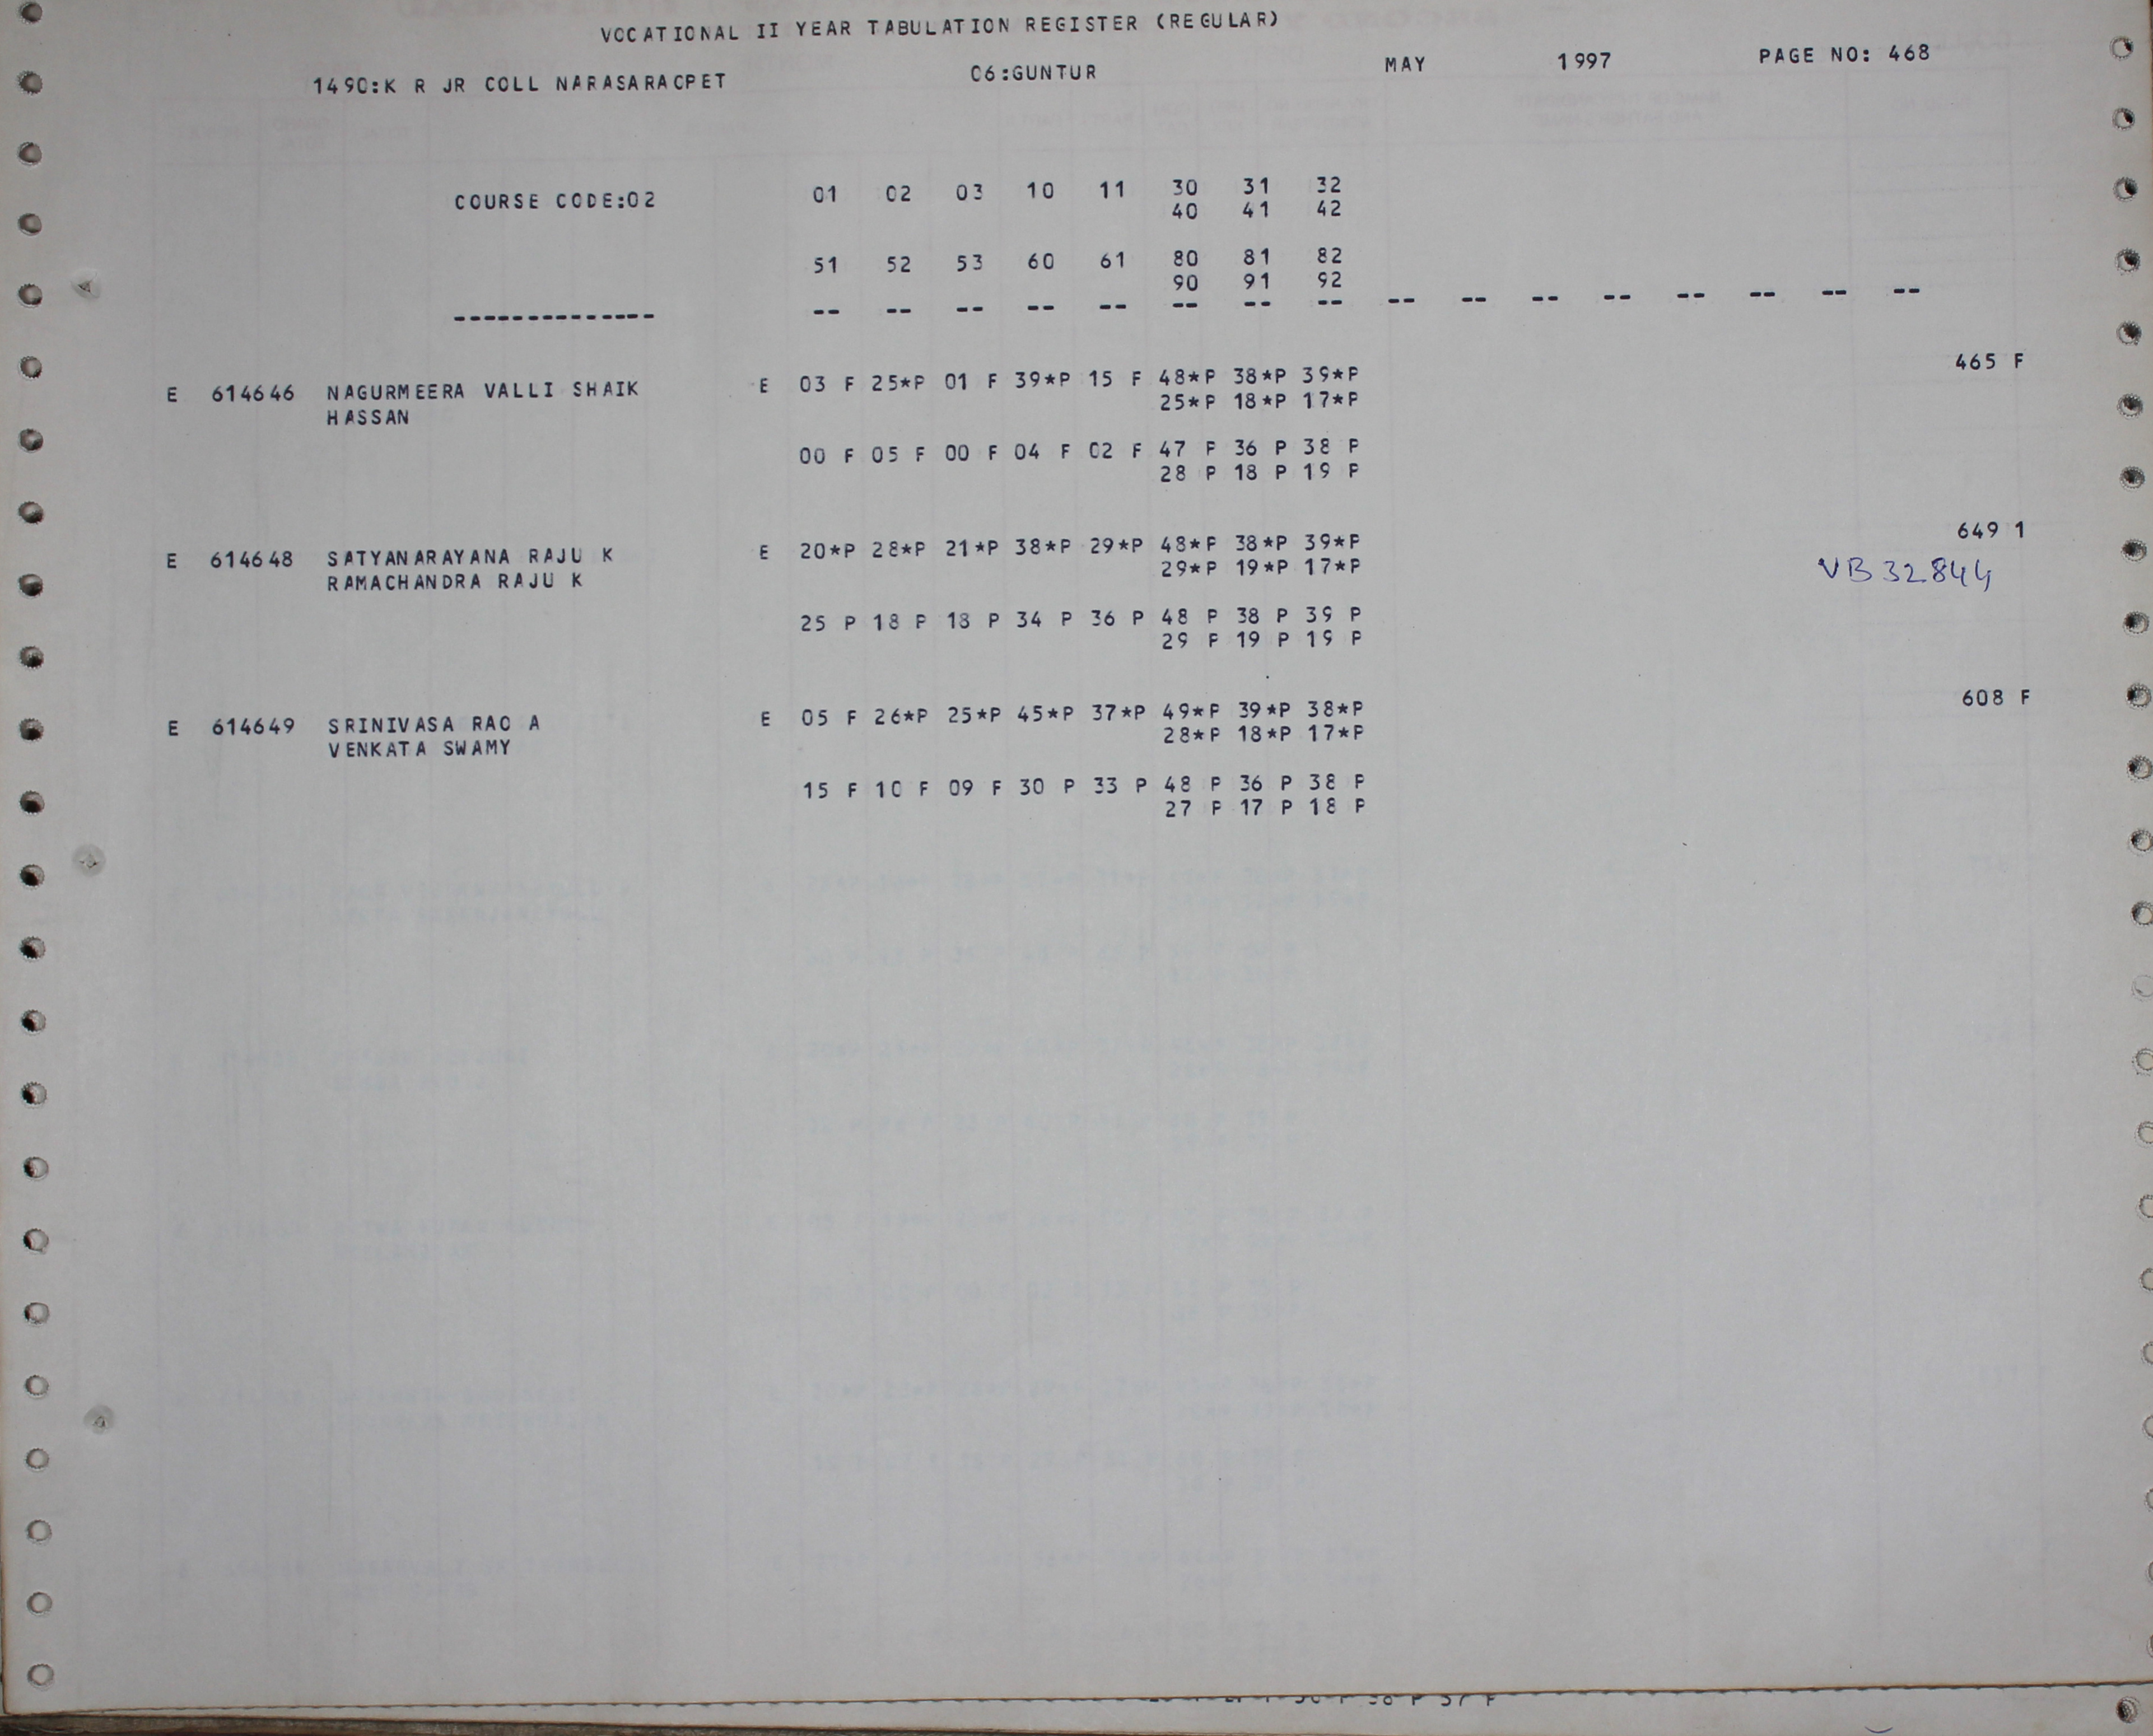 VOCATIONAL II YEAR TABULATION REGISTER (REGULAR)
1490:K R JR COLL NARASARAOPET 06:GUNTUR MAY 1997 PAGE NO: 468
COURSE CODE:02 01 02 03 10 11 30 31 32
40 41 42
51 52 53 60 61 80 81 82
90 91 92
-------------- -- -- -- -- -- -- -- -- -- -- -- -- -- -- -- --
465 F
E 614646 NAGURMEERA VALLI SHAIK E 03 F 25*P 01 F 39*P 15 F 48*P 38*P 39*P
HASSAN 25*P 18*P 17*P
00 F 05 F 00 F 04 F 02 F 47 P 36 P 38 P
28 P 18 P 19 P
649 1
E 614648 SATYANARAYANA RAJU K E 20*P 28*P 21*P 38*P 29*P 48*P 38*P 39*P
RAMACHANDRA RAJU K 29*P 19*P 17*P VB32844
25 P 18 P 18 P 34 P 36 P 48 P 38 P 39 P
29 P 19 P 19 P
608 F
E 614649 SRINIVASA RAO A E 05 F 26*P 25*P 45*P 37*P 49*P 39*P 38*P
VENKATA SWAMY 28*P 18*P 17*P
15 F 10 F 09 F 30 P 33 P 48 P 36 P 38 P
27 P 17 P 18 P